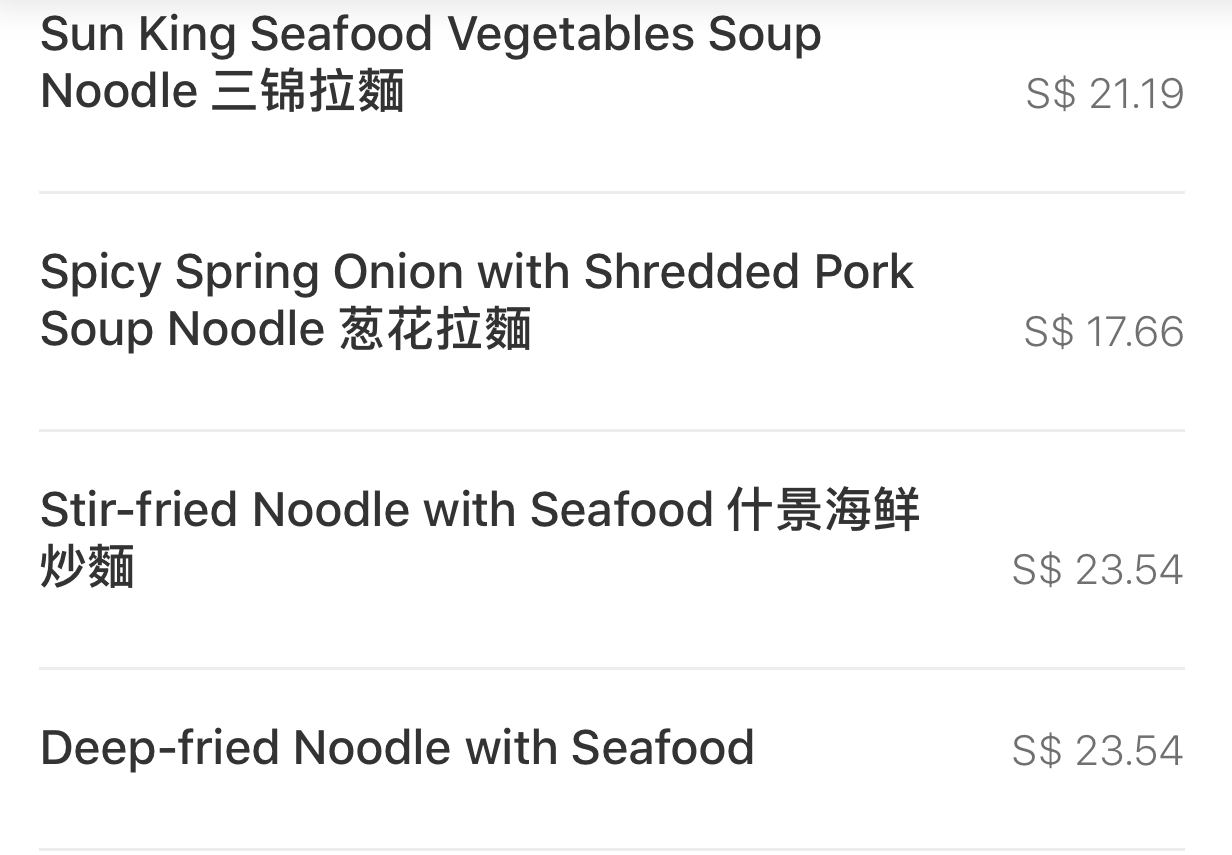 Sun King Seafood Vegetables Soup
Noodle 三锦拉麵
S$ 21.19
Spicy Spring Onion with Shredded Pork
Soup Noodle 葱花拉麵
S$ 17.66
Stir-fried Noodle with Seafood 什景海鲜
炒麵
S$ 23.54
Deep-fried Noodle with Seafood
S$ 23.54